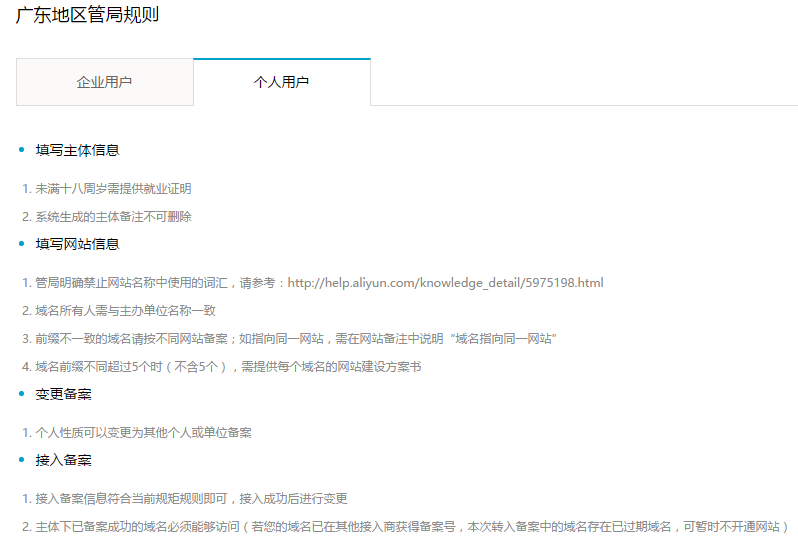 广东地区管局规则
企业用户
个人用户
填写主体信息
1. 未满十八周岁需提供就业证明
2. 系统生成的主体备注不可删除
填写网站信息
1. 管局明确禁止网站名称中使用的词汇，请参考：http://help.aliyun.com/knowledge_detail/5975198.html
2. 域名所有人需与主办单位名称一致
3. 前缀不一致的域名请按不同网站备案；如指向同一网站，需在网站备注中说明“域名指向同一网站”
4. 域名前缀不同超过5个时（不含5个），需提供每个域名的网站建设方案书
变更备案
1. 个人性质可以变更为其他个人或单位备案
接入备案
1. 接入备案信息符合当前规矩规则即可，接入成功后进行变更
2. 主体下已备案成功的域名必须能够访问（若您的域名已在其他接入商获得备案号，本次转入备案中的域名存在已过期域名，可暂时不开通网站）